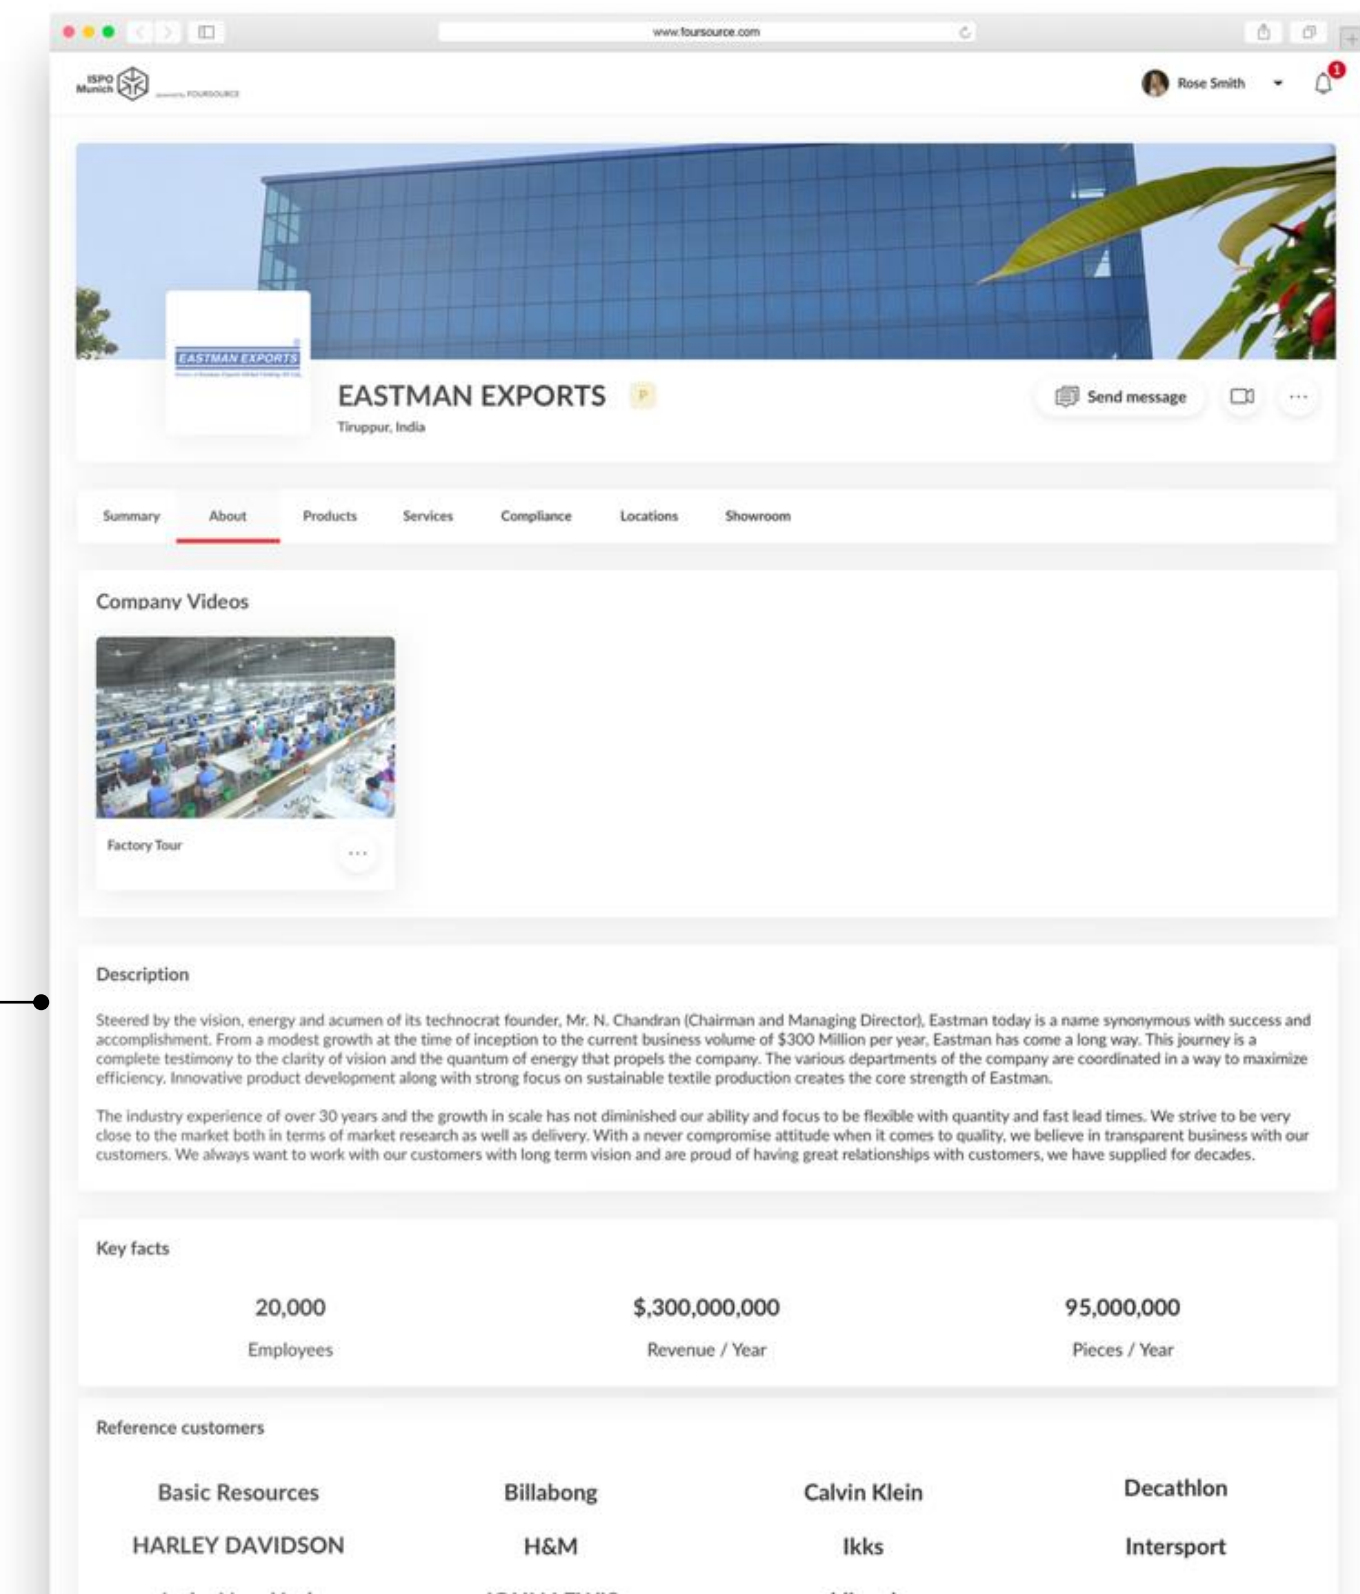 www.foursource.com
ISPO
Munich
powered by FOURSOURCE
Rose Smith
1
EASTMAN EXPORTS
EASTMAN EXPORTS P
Tiruppur, India
Send message
Summary About Products Services Compliance Locations Showroom
Company Videos
Factory Tour
Description
Steered by the vision, energy and acumen of its technocrat founder, Mr. N. Chandran (Chairman and Managing Director), Eastman today is a name synonymous with success and
accomplishment. From a modest growth at the time of inception to the current business volume of $300 Million per year, Eastman has come a long way. This journey is a
complete testimony to the clarity of vision and the quantum of energy that propels the company. The various departments of the company are coordinated in a way to maximize
efficiency. Innovative product development along with strong focus on sustainable textile production creates the core strength of Eastman.
The industry experience of over 30 years and the growth in scale has not diminished our ability and focus to be flexible with quantity and fast lead times. We strive to be very
close to the market both in terms of market research as well as delivery. With a never compromise attitude when it comes to quality, we believe in transparent business with our
customers. We always want to work with our customers with long term vision and are proud of having great relationships with customers, we have supplied for decades.
Key facts
20,000 $,300,000,000 95,000,000
Employees Revenue / Year Pieces / Year
Reference customers
Basic Resources Billabong Calvin Klein Decathlon
HARLEY DAVIDSON H&M Ikks Intersport